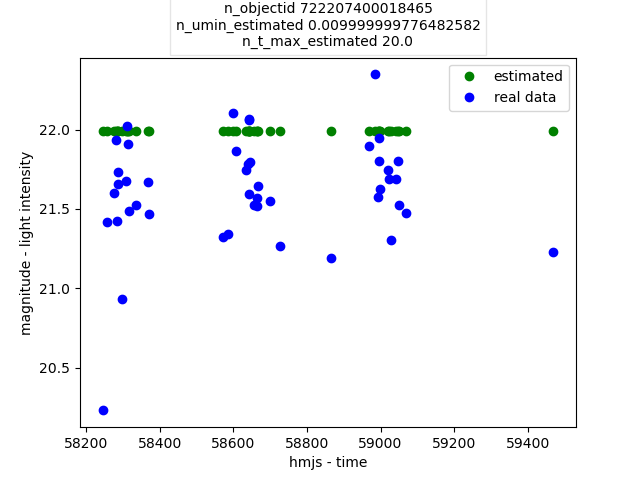 n_objectid 722207400018465
n_umin_estimated 0.009999999776482582
n_t_max_estimated 20.0
estimated
real data
magnitude - light intensity
22.0
21.5
21.0
20.5
58200 58400 58600 58800 59000 59200 59400
hmjs - time